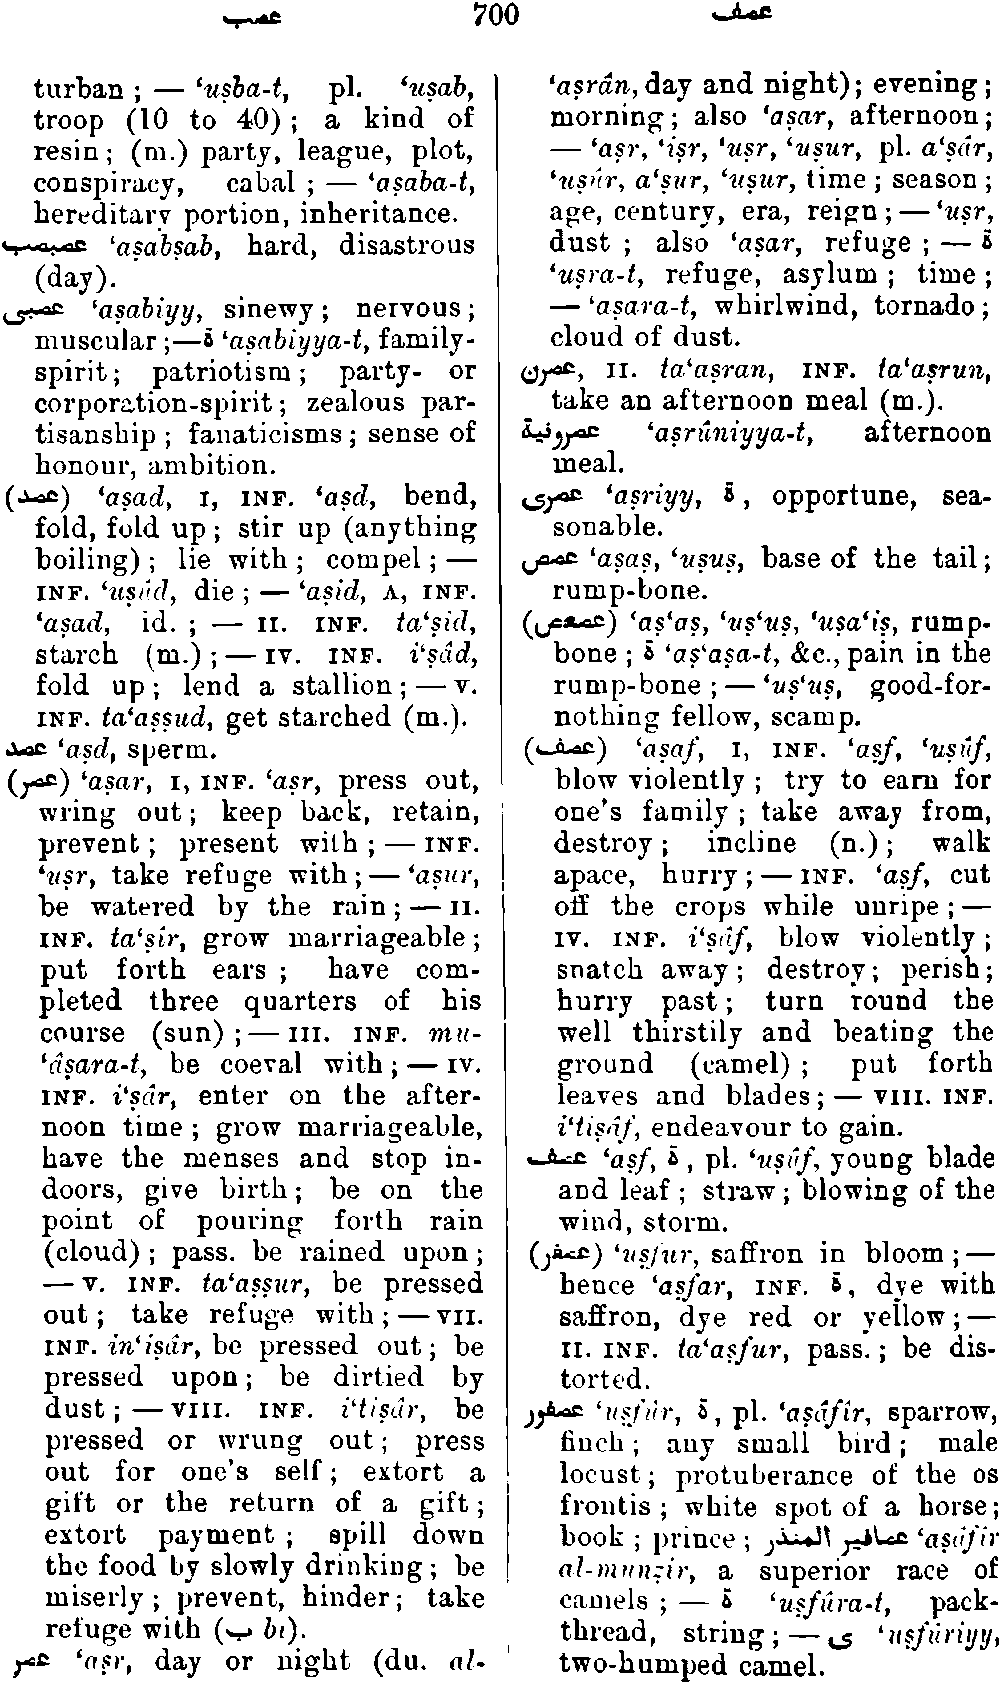 عصب 700 عصف
turban ; — ‘uṣba-t, pl. ‘uṣab,
troop (10 to 40) ; a kind of
resin ; (m.) party, league, plot,
conspiracy, cabal ; — ‘aṣaba-t,
hereditary portion, inheritance.
عصبصب ‘aṣabṣab, hard, disastrous
(day).
عصبى ‘aṣabiyy, sinewy ; nervous ;
muscular ;—ة ‘aṣabiyya-t, family-
spirit ; patriotism ; party- or
corporation-spirit ; zealous par-
tisanship ; fanaticisms ; sense of
honour, ambition.
(عصد) ‘aṣad, I, INF. ‘aṣd, bend,
fold, fold up ; stir up (anything
boiling) ; lie with ; compel ; —
INF. ‘uṣûd, die ; — ‘aṣid, A, INF.
‘aṣad, id. ; — II. INF. ta‘ṣîd,
starch (m.) ; — IV. INF. i‘ṣâd,
fold up ; lend a stallion ; — V.
INF. ta‘aṣṣud, get starched (m.).
عصد ‘aṣd, sperm.
(عصر) ‘aṣar, I, INF. ‘aṣr, press out,
wring out ; keep back, retain,
prevent ; present with ; — INF.
‘uṣr, take refuge with ; — ‘aṣur,
be watered by the rain ; — II.
INF. ta‘ṣîr, grow marriageable ;
put forth ears ; have com-
pleted three quarters of his
course (sun) ; — III. INF. mu-
‘âṣara-t, be coeval with ; — IV.
INF. i‘ṣâr, enter on the after-
noon time ; grow marriageable,
have the menses and stop in-
doors, give birth ; be on the
point of pouring forth rain
(cloud) ; pass. be rained upon ;
— V. INF. ta‘aṣṣur, be pressed
out ; take refuge with ; — VII.
INF. in‘iṣâr, be pressed out ; be
pressed upon ; be dirtied by
dust ; — VIII. INF. i‘tiṣâr, be
pressed or wrung out ; press
out for one's self ; extort a
gift or the return of a gift ;
extort payment ; spill down
the food by slowly drinking ; be
miserly ; prevent, hinder ; take
refuge with (ب bi).
عصر ‘aṣr, day or night (du. al-
‘aṣrân, day and night) ; evening ;
morning ; also ‘aṣar, afternoon ;
— ‘aṣr, ‘iṣr, ‘uṣr, ‘uṣur, pl. a‘ṣâr,
‘uṣûr, a‘ṣur, ‘uṣur, time ; season ;
age, century, era, reign ; — ‘uṣr,
dust ; also ‘aṣar, refuge ; — ة
‘uṣra-t, refuge, asylum ; time ;
— ‘aṣara-t, whirlwind, tornado ;
cloud of dust.
عصرن, II. ta‘aṣran, INF. ta‘aṣrun,
take an afternoon meal (m.).
عصرونية ‘aṣrûniyya-t, afternoon
meal.
عصرى ‘aṣriyy, ة, opportune, sea-
sonable.
عصص ‘aṣaṣ, ‘uṣuṣ, base of the tail ;
rump-bone.
(عصعص) ‘aṣ‘aṣ, ‘uṣ‘uṣ, ‘uṣa‘iṣ, rump-
bone ; ة ‘aṣ‘aṣa-t, &c., pain in the
rump-bone ; — ‘uṣ‘uṣ, good-for-
nothing fellow, scamp.
(عصف) ‘aṣaf, I, INF. ‘aṣf, ‘uṣûf,
blow violently ; try to earn for
one's family ; take away from,
destroy ; incline (n.) ; walk
apace, hurry ; — INF. ‘aṣf, cut
off the crops while unripe ; —
IV. INF. i‘ṣâf, blow violently ;
snatch away ; destroy ; perish ;
hurry past ; turn round the
well thirstily and beating the
ground (camel) ; put forth
leaves and blades ; — VIII. INF.
i‘tiṣâf, endeavour to gain.
عصف ‘aṣf, ة, pl. ‘uṣûf, young blade
and leaf ; straw ; blowing of the
wind, storm.
(عصفر) ‘uṣfur, saffron in bloom ; —
hence ‘aṣfar, INF. ة, dye with
saffron, dye red or yellow ; —
II. INF. ta‘aṣfur, pass. ; be dis-
torted.
عصفور ‘uṣfûr, ة, pl. ‘aṣâfîr, sparrow,
finch ; any small bird ; male
locust ; protuberance of the os
frontis ; white spot of a horse ;
book ; prince ; عصافير المنذر ‘aṣâfîr
al-munẕir, a superior race of
camels ; — ة ‘uṣfûra-t, pack-
thread, string ; — ى ‘uṣfûriyy,
two-humped camel.